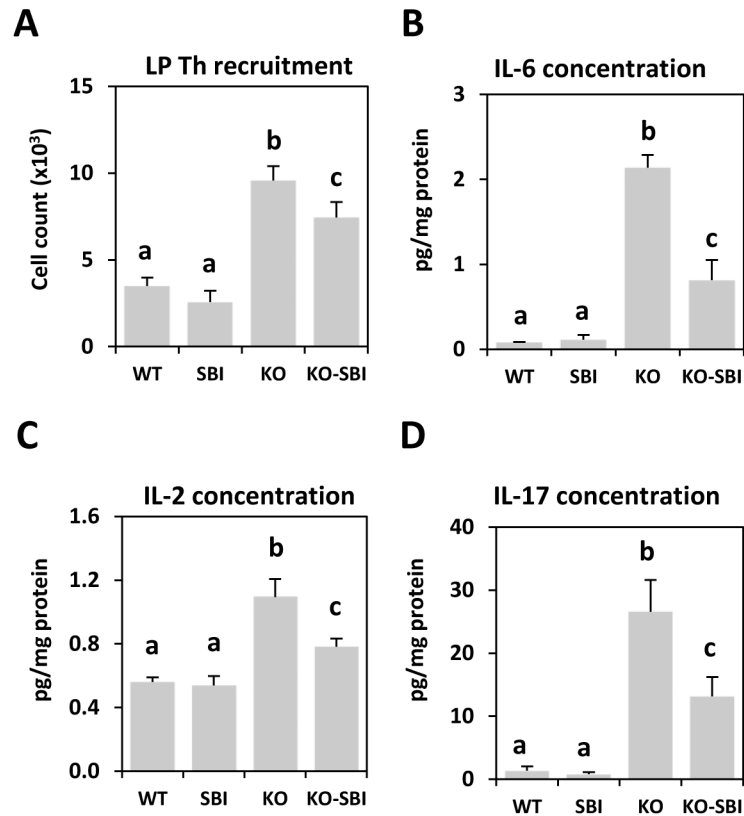 A
LP Th recruitment
Cell count (x10³)
15
10
5
0
a
a
b
c
WT SBI KO KO-SBI
B
IL-6 concentration
pg/mg protein
3
2
1
0
a
a
b
c
WT SBI KO KO-SBI
C
IL-2 concentration
pg/mg protein
1.6
1.2
0.8
0.4
0.0
a
a
b
c
WT SBI KO KO-SBI
D
IL-17 concentration
pg/mg protein
40
30
20
10
0
a
a
b
c
WT SBI KO KO-SBI